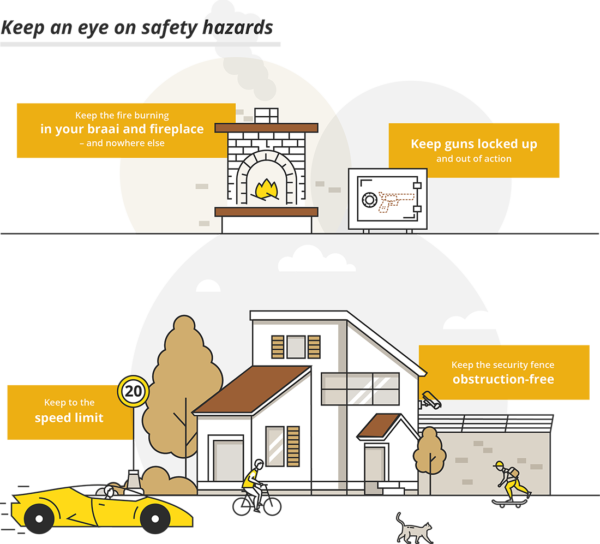 Keep an eye on safety hazards
Keep the fire burning
in your braai and fireplace
– and nowhere else
Keep guns locked up
and out of action
Keep the security fence
obstruction-free
20
Keep to the
speed limit